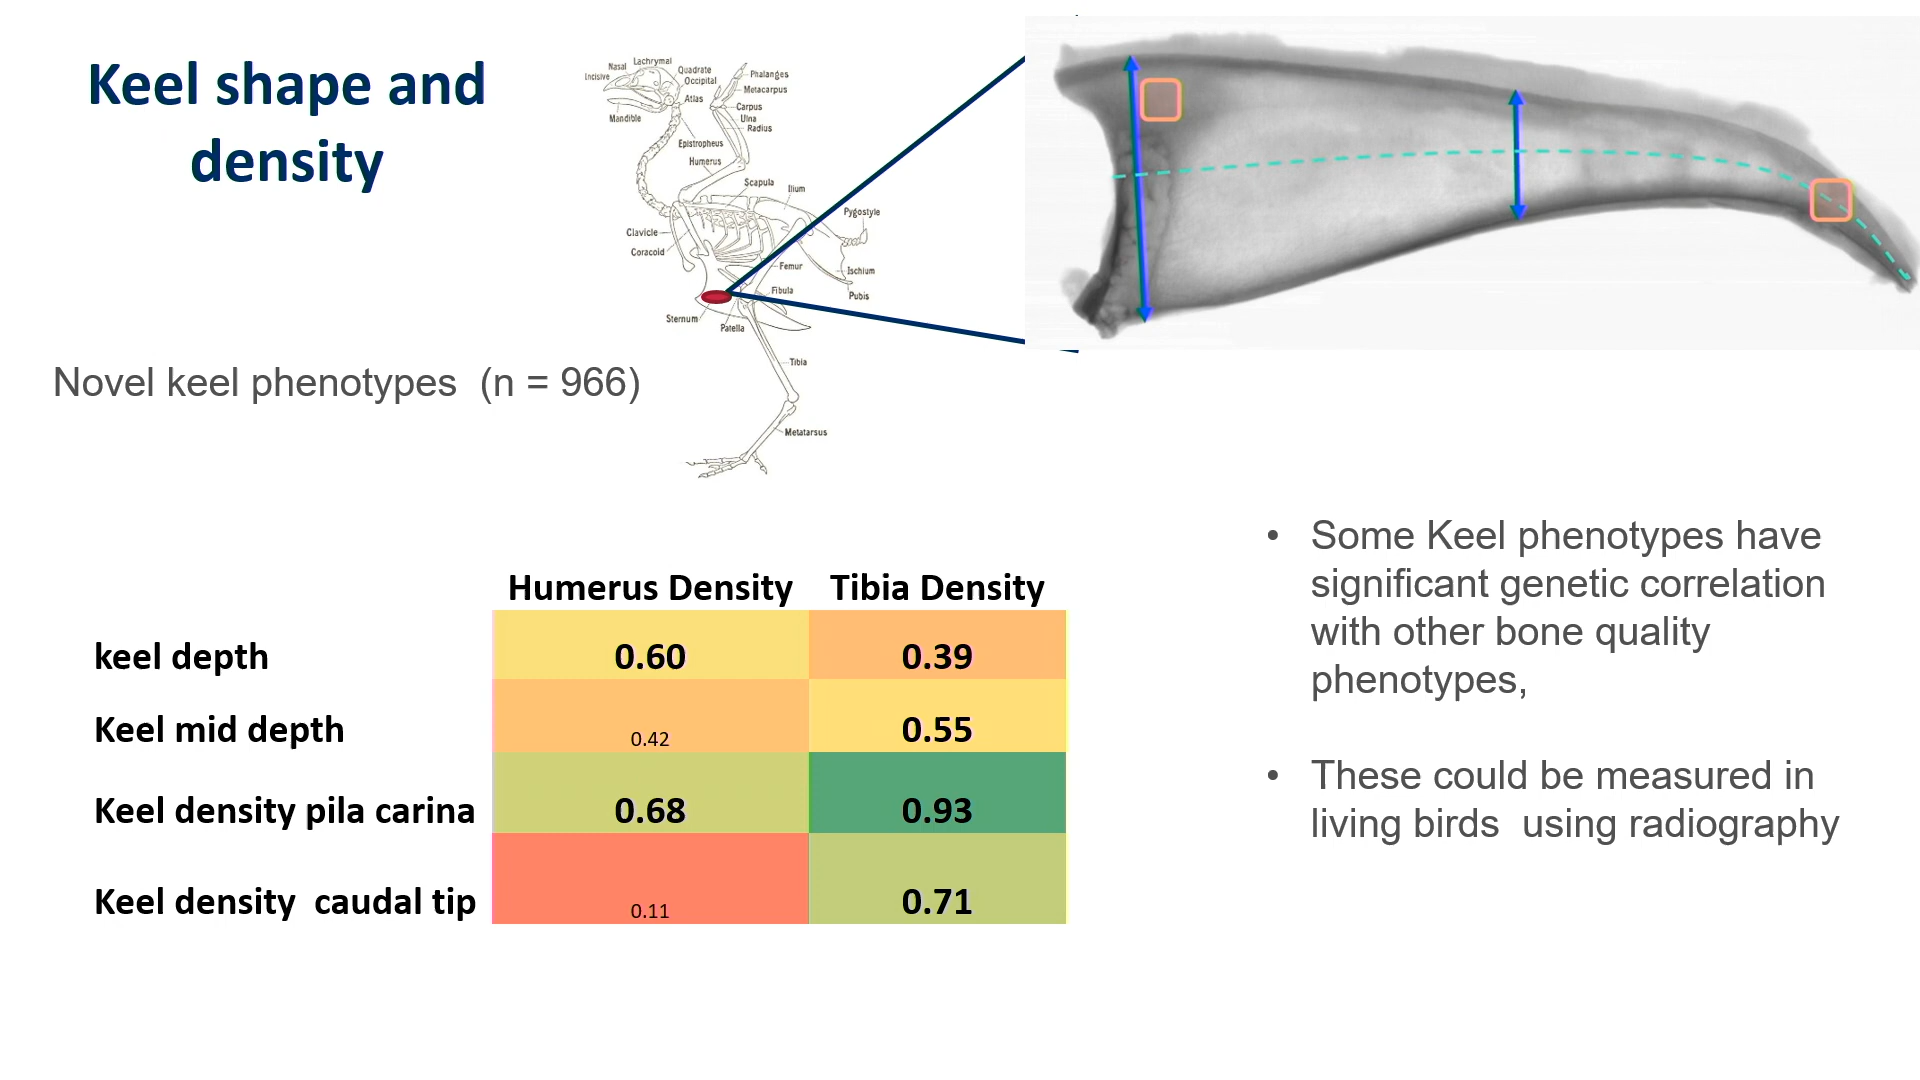 Keel shape and
density
Nasal
Lachrymal
Incisive
Quadrate
Occipital
Atlas
Mandible
Epistropheus
Humerus
Phalanges
Metacarpus
Carpus
Ulna
Radius
Scapula
Ilium
Pygostyle
Clavicle
Coracoid
Femur
Ischium
Fibula
Pubis
Sternum
Patella
Tibia
Metatarsus
Novel keel phenotypes (n = 966)
Humerus Density Tibia Density
keel depth 0.60 0.39
Keel mid depth 0.42 0.55
Keel density pila carina 0.68 0.93
Keel density caudal tip 0.11 0.71
• Some Keel phenotypes have
significant genetic correlation
with other bone quality
phenotypes,
• These could be measured in
living birds using radiography